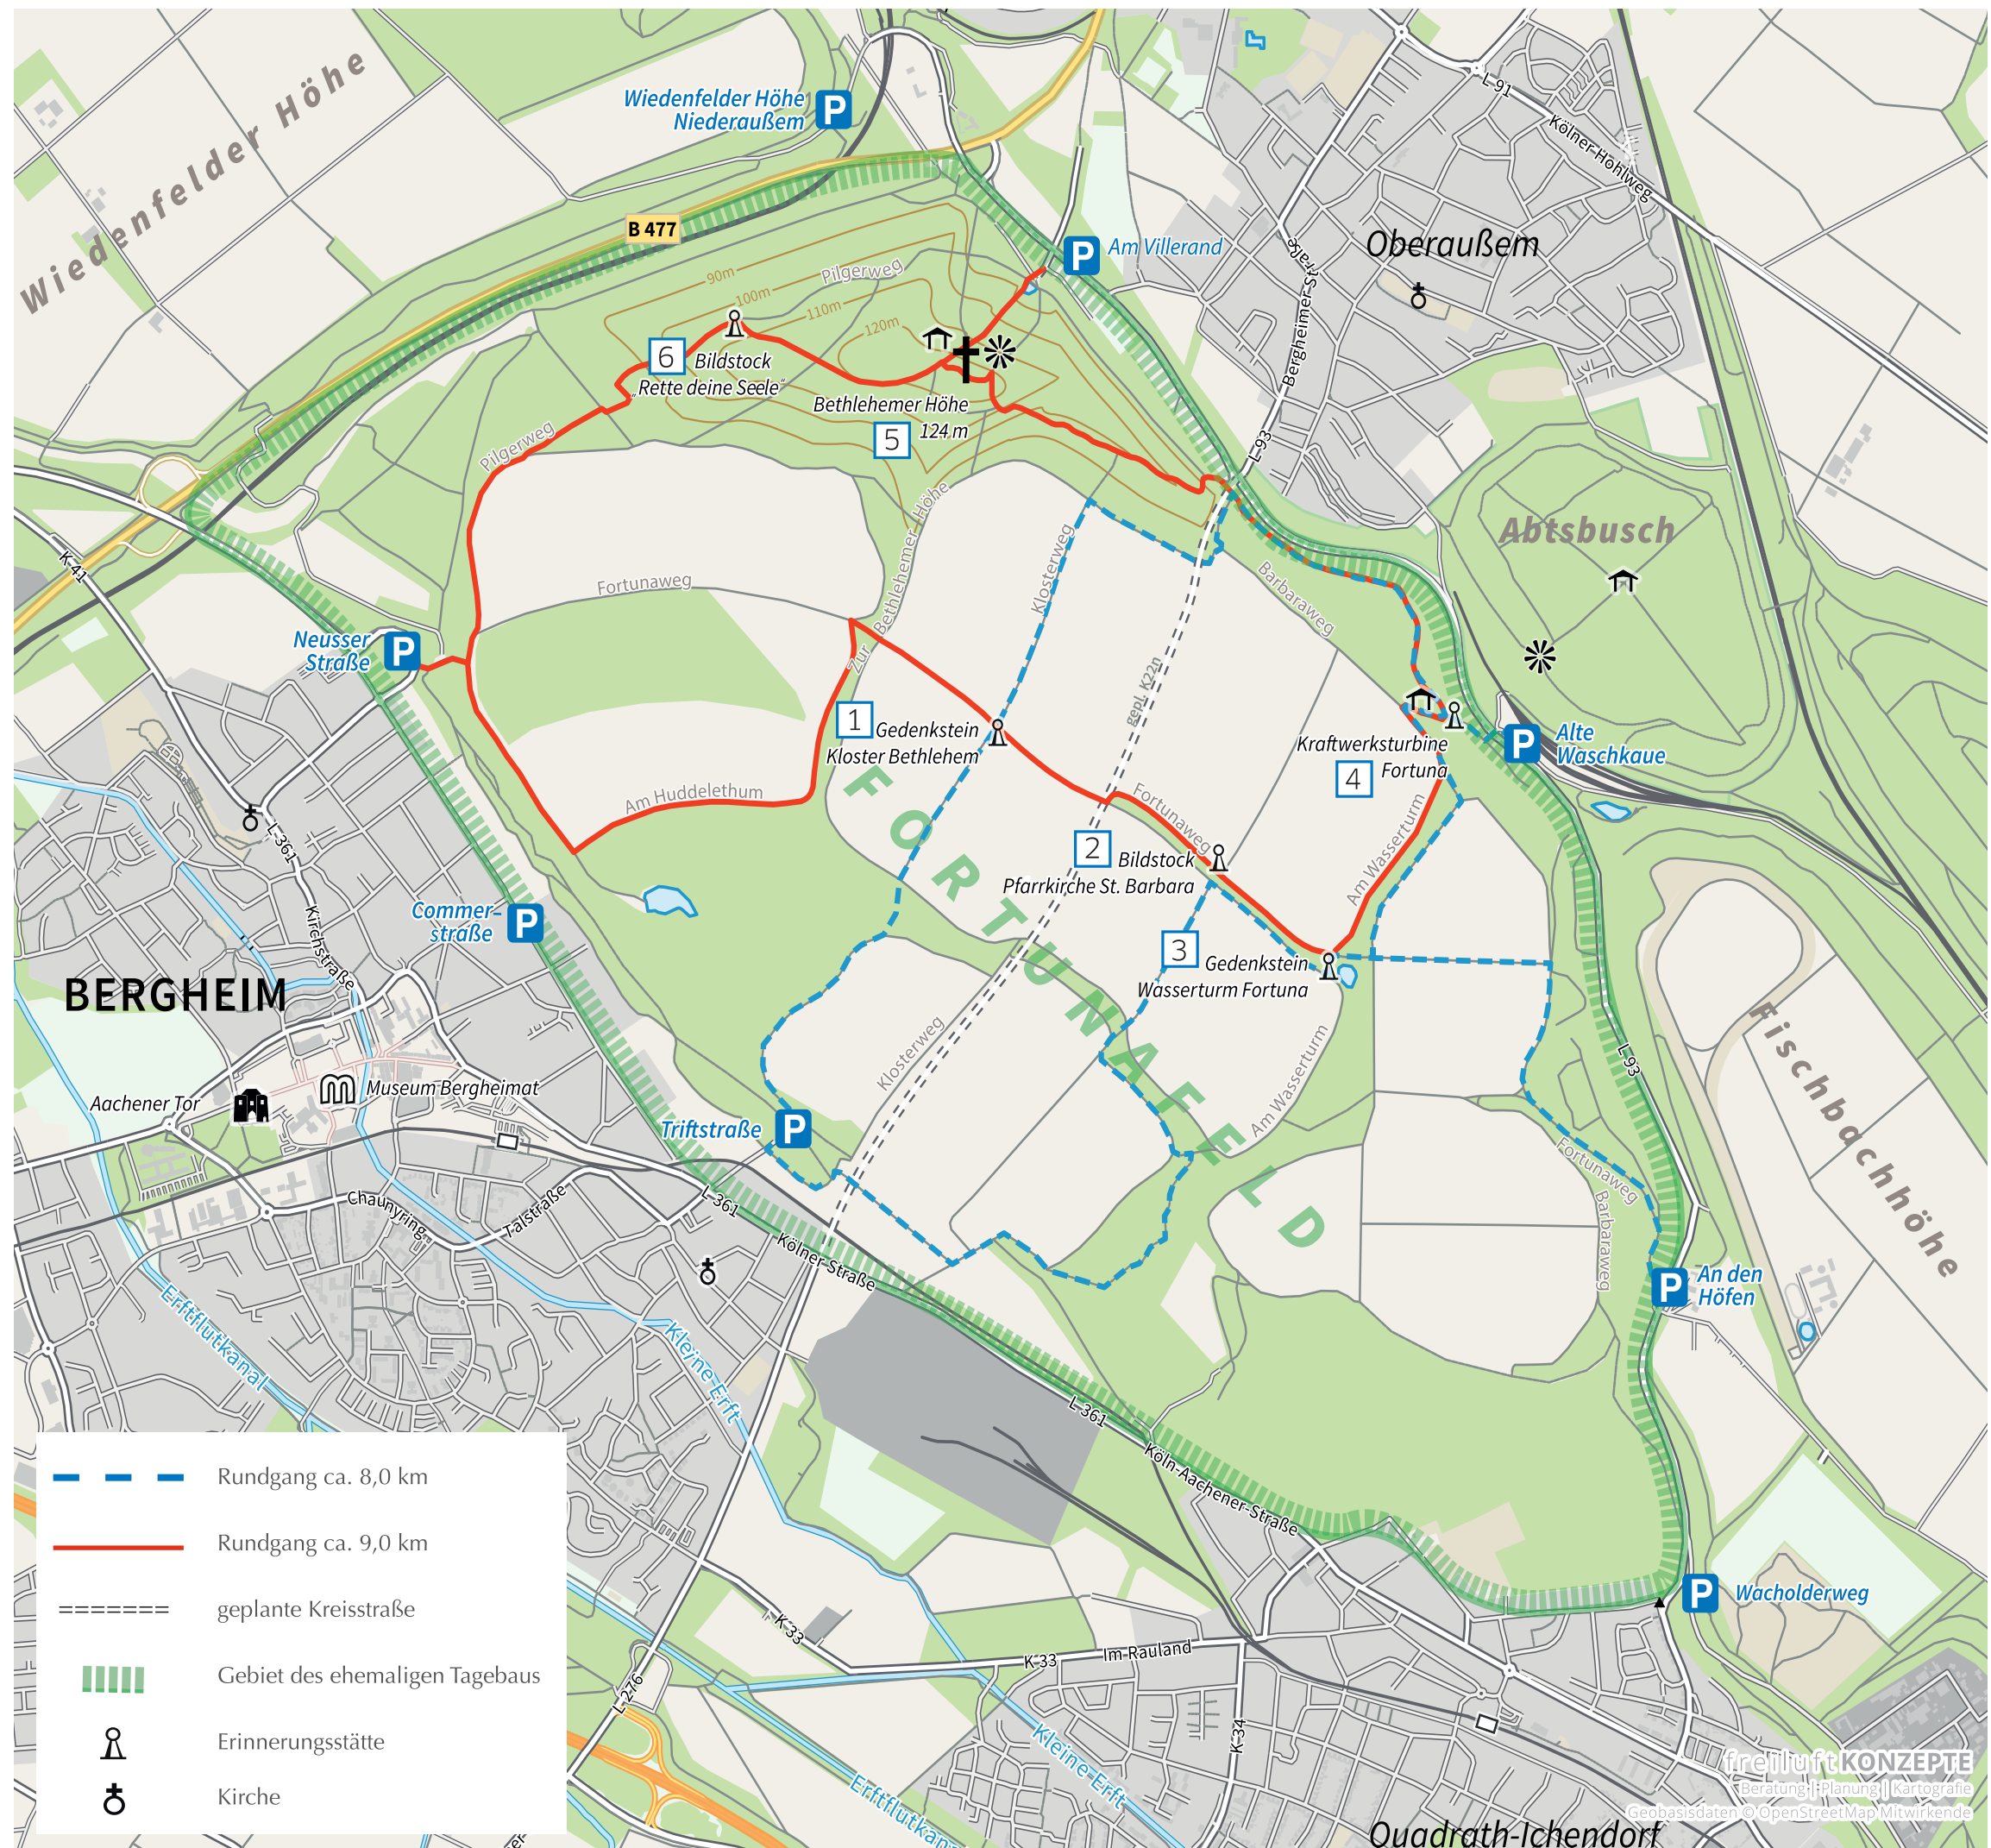 Wiedenfelder Höhe
Wiedenfelder Höhe
Niederaußem
P
L 91
Kölner-Hohlweg
B 477
P
Am Villerand
Oberaußem
Bergheimer-Straße
90m
100m
110m
120m
Pilgerweg
6
Bildstock
„Rette deine Seele“
Bethlehemer Höhe
124 m
5
Pilgerweg
L 93
K 41
Abtsbusch
Fortunaweg
Zur Bethlehemer Höhe
Klosterweg
Barbaraweg
Neusser
Straße
P
gepl. K22n
1
Gedenkstein
Kloster Bethlehem
Kraftwerksturbine
Fortuna
4
P
Alte
Waschkaue
Am Huddelethum
FORTUNAFELD
Fortunaweg
Am Wasserturm
L 361
2
Bildstock
Pfarrkirche St. Barbara
Commer-
straße
P
Kirchstraße
3
Gedenkstein
Wasserturm Fortuna
BERGHEIM
Klosterweg
Am Wasserturm
L 93
Fischbachhöhe
Aachener Tor
Museum Bergheimat
Triftstraße
P
Fortunaweg
Barbaraweg
Chaunyring
Talstraße
L 361
Kölner-Straße
P
An den
Höfen
Erftflutkanal
Kleine Erft
L 361
Köln-Aachener-Straße
Rundgang ca. 8,0 km
Rundgang ca. 9,0 km
geplante Kreisstraße
Gebiet des ehemaligen Tagebaus
Erinnerungsstätte
Kirche
P
Wacholderweg
K 33
K 33
Im Rauland
L 276
K 34
Kleine Erft
Erftflutkan
freiluftKONZEPTE
Beratung | Planung | Kartografie
Geobasisdaten © OpenStreetMap Mitwirkende
Quadrath-Ichendorf